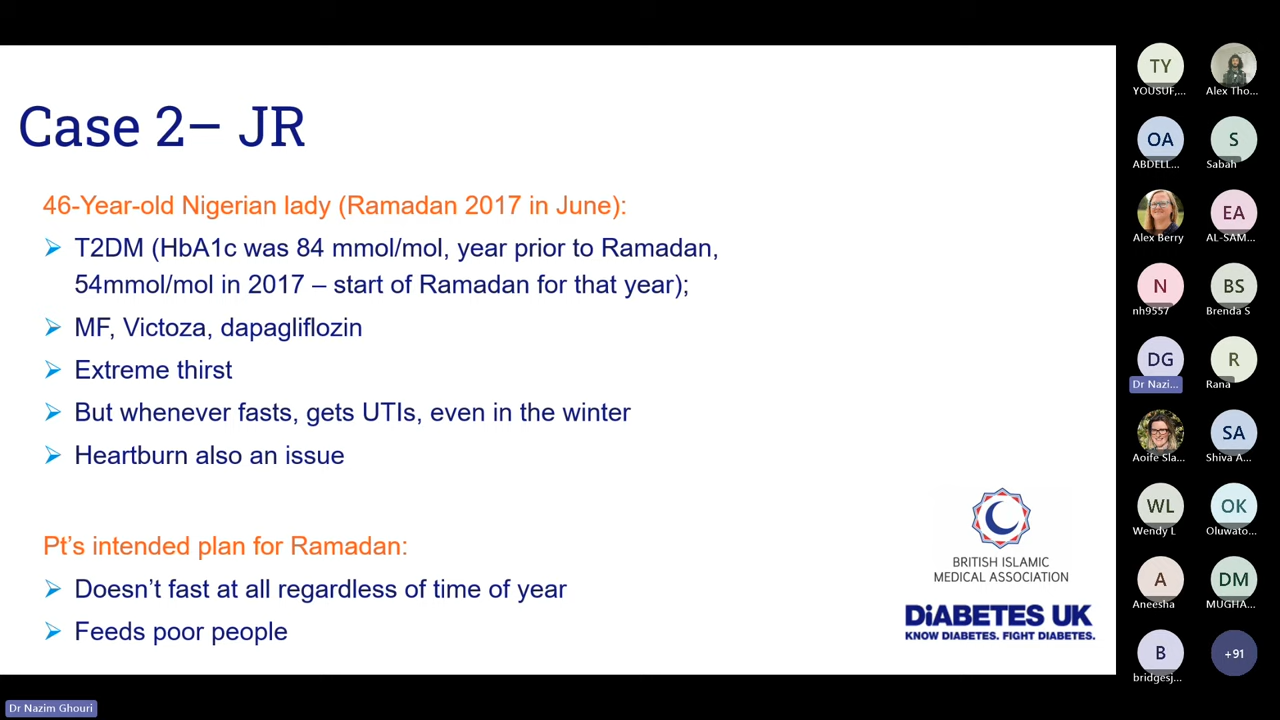 Case 2– JR
46-Year-old Nigerian lady (Ramadan 2017 in June):
T2DM (HbA1c was 84 mmol/mol, year prior to Ramadan,
54mmol/mol in 2017 – start of Ramadan for that year);
MF, Victoza, dapagliflozin
Extreme thirst
But whenever fasts, gets UTIs, even in the winter
Heartburn also an issue
Pt's intended plan for Ramadan:
Doesn't fast at all regardless of time of year
Feeds poor people
BRITISH ISLAMIC
MEDICAL ASSOCIATION
DiABETES UK
KNOW DIABETES. FIGHT DIABETES.
TY
YOUSUF,...
Alex Tho...
OA
ABDELL...
S
Sabah
Alex Berry
EA
AL-SAM...
N
nh9557
BS
Brenda S
DG
Dr Nazi...
R
Rana
Aoife Sla...
SA
Shiva A...
WL
Wendy L
OK
Oluwato...
A
Aneesha
DM
MUGHA...
B
bridgesj...
+91
Dr Nazim Ghouri